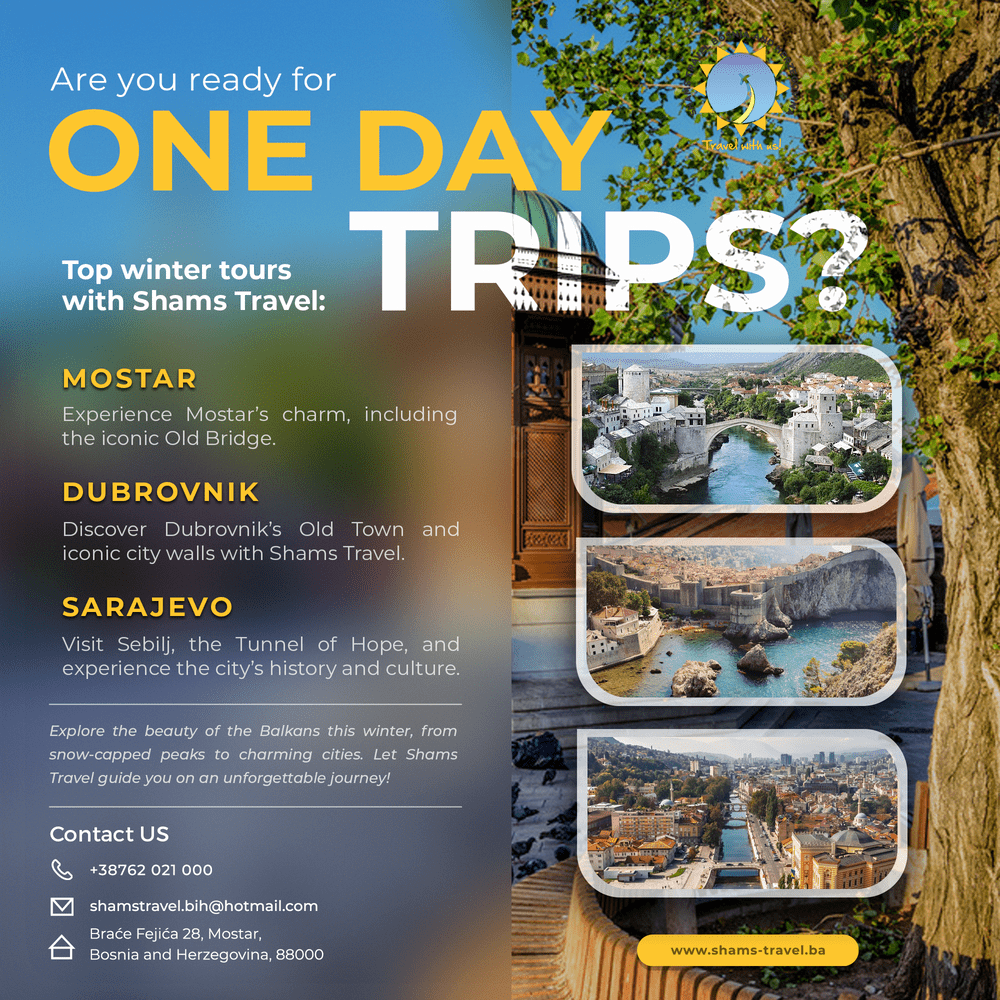 Are you ready for
ONE DAY
TRIPS?
Travel with us!
Top winter tours
with Shams Travel:
MOSTAR
Experience Mostar’s charm, including
the iconic Old Bridge.
DUBROVNIK
Discover Dubrovnik’s Old Town and
iconic city walls with Shams Travel.
SARAJEVO
Visit Sebilj, the Tunnel of Hope, and
experience the city’s history and culture.
Explore the beauty of the Balkans this winter, from
snow-capped peaks to charming cities. Let Shams
Travel guide you on an unforgettable journey!
Contact US
+38762 021 000
shamstravel.bih@hotmail.com
Braće Fejića 28, Mostar,
Bosnia and Herzegovina, 88000
www.shams-travel.ba